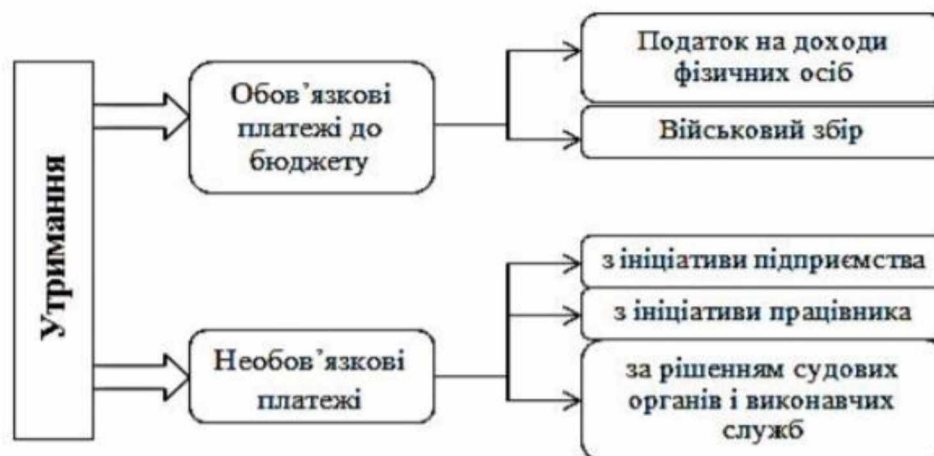 Утримання
Обов’язкові
платежі до
бюджету
Податок на доходи
фізичних осіб
Військовий збір
Необов’язкові
платежі
з ініціативи підприємства
з ініціативи працівника
за рішенням судових
органів і виконавчих
служб